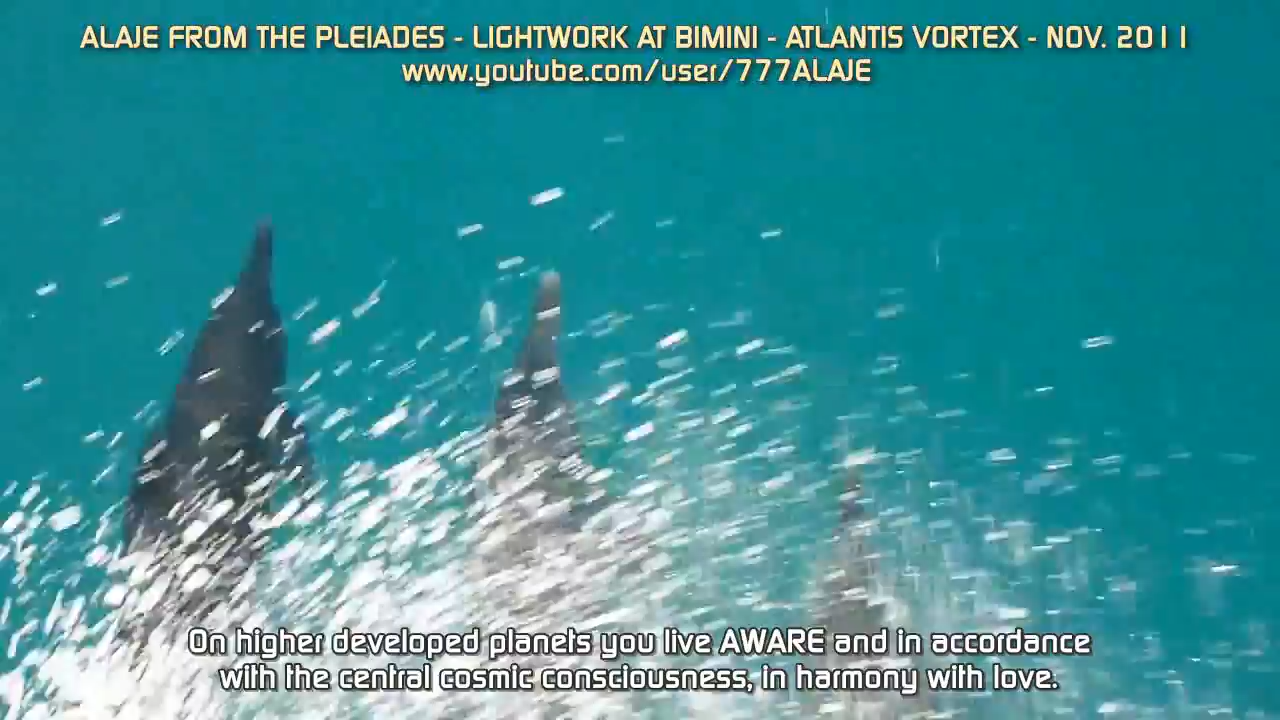 ALAJE FROM THE PLEIADES - LIGHTWORK AT BIMINI - ATLANTIS VORTEX - NOV. 2011
www.youtube.com/user/777ALAJE
On higher developed planets you live AWARE and in accordance
with the central cosmic consciousness, in harmony with love.